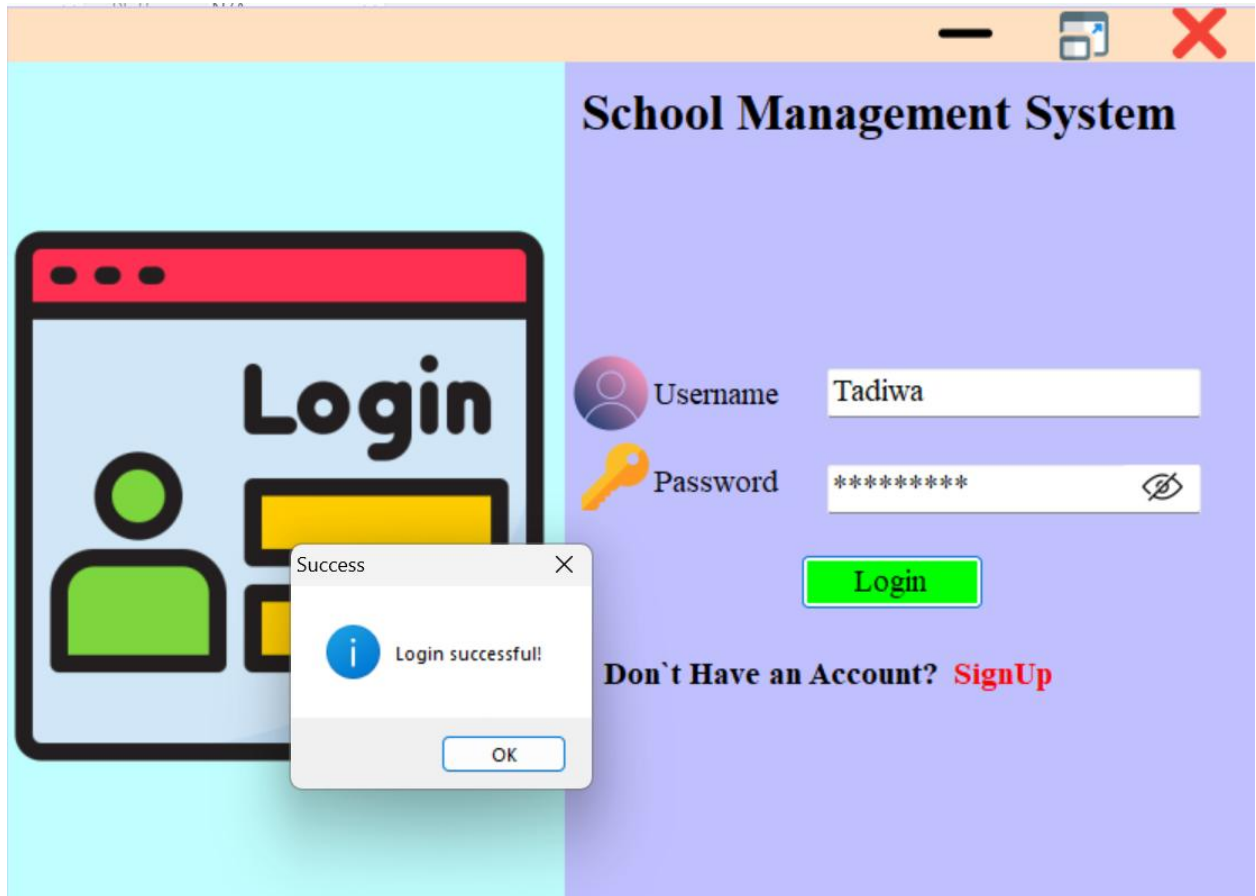 School Management System
Login
Username
Tadiwa
Password
*********
Login
Success
Login successful!
OK
Don`t Have an Account? SignUp